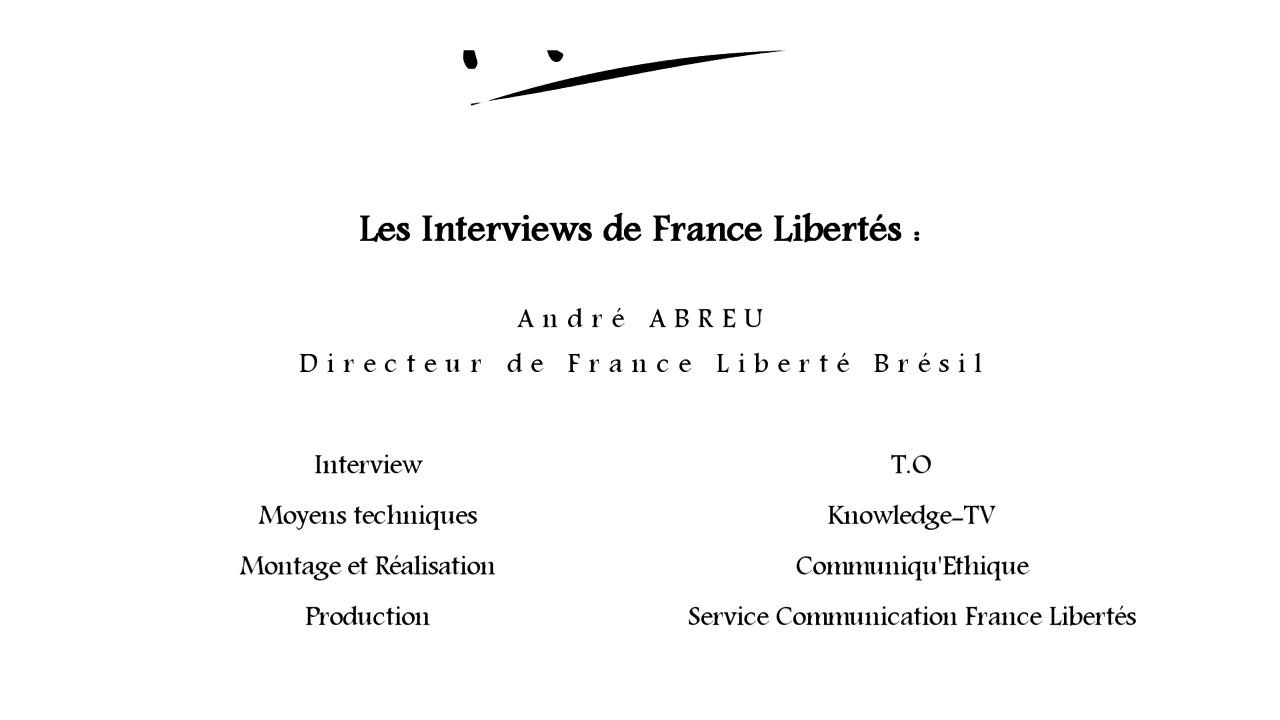 Les Interviews de France Libertés :
André ABREU
Directeur de France Liberté Brésil
Interview T.O
Moyens techniques Knowledge-TV
Montage et Réalisation Communiqu'Ethique
Production Service Communication France Libertés